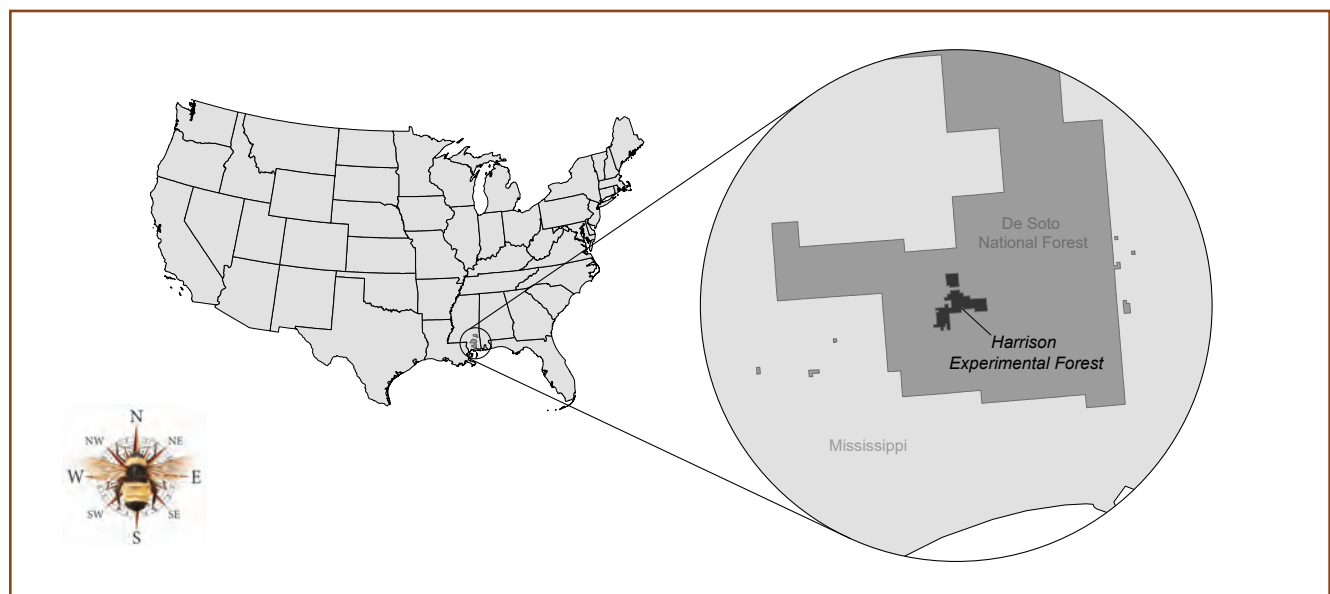 De Soto
National Forest
Harrison
Experimental Forest
Mississippi
N
NW NE
W E
SW SE
S